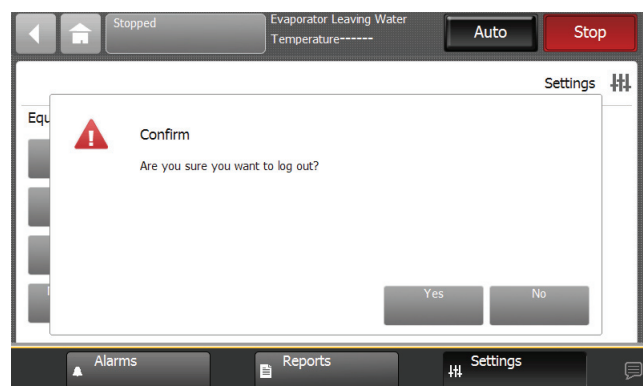 Stopped
Evaporator Leaving Water
Temperature------
Auto
Stop
Settings
Equ
Confirm
Are you sure you want to log out?
Yes
No
Alarms
Reports
Settings